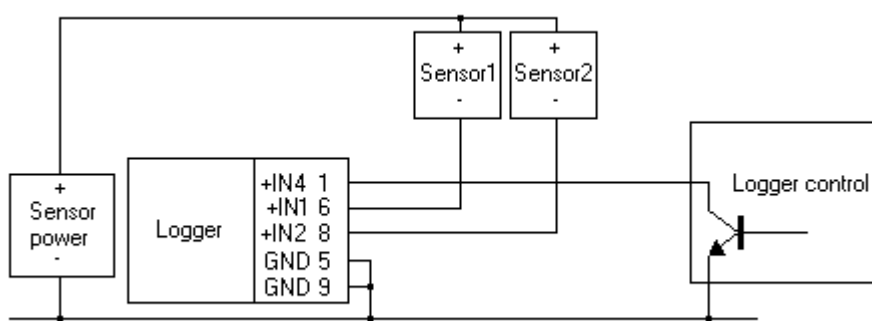 +
Sensor1
-
+
Sensor2
-
+
Sensor
power
-
Logger
+IN4 1
+IN1 6
+IN2 8
GND 5
GND 9
Logger control